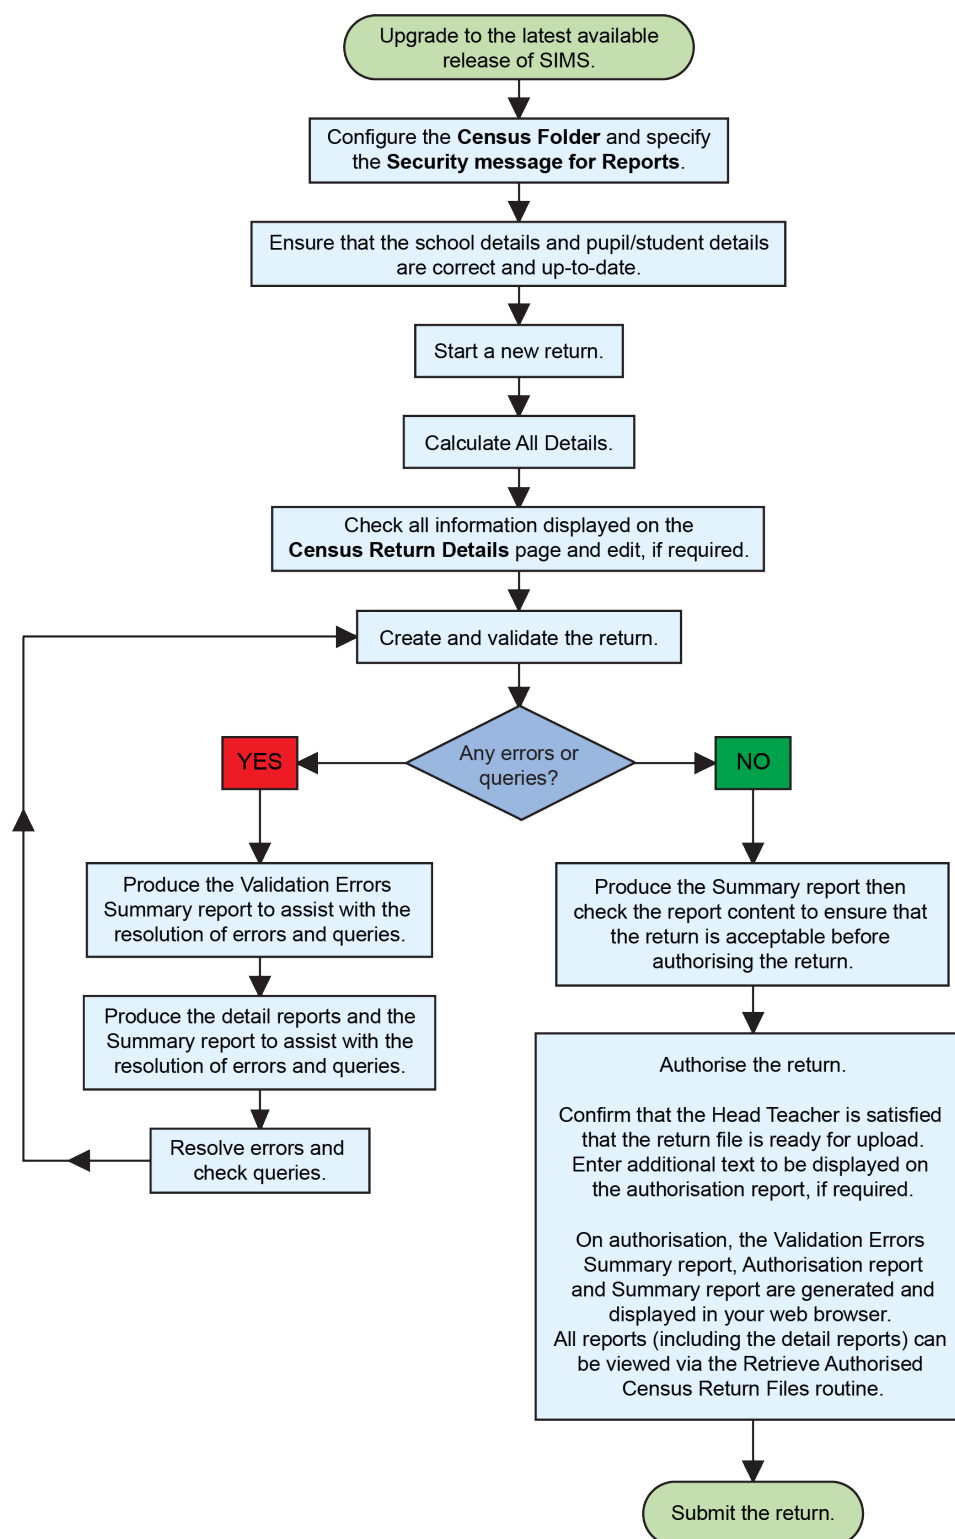 Upgrade to the latest available
release of SIMS.
Configure the Census Folder and specify
the Security message for Reports.
Ensure that the school details and pupil/student details
are correct and up-to-date.
Start a new return.
Calculate All Details.
Check all information displayed on the
Census Return Details page and edit, if required.
Create and validate the return.
Any errors or
queries?
YES
NO
Produce the Validation Errors
Summary report to assist with the
resolution of errors and queries.
Produce the detail reports and the
Summary report to assist with the
resolution of errors and queries.
Resolve errors and
check queries.
Produce the Summary report then
check the report content to ensure that
the return is acceptable before
authorising the return.
Authorise the return.
Confirm that the Head Teacher is satisfied
that the return file is ready for upload.
Enter additional text to be displayed on
the authorisation report, if required.
On authorisation, the Validation Errors
Summary report, Authorisation report
and Summary report are generated and
displayed in your web browser.
All reports (including the detail reports) can
be viewed via the Retrieve Authorised
Census Return Files routine.
Submit the return.